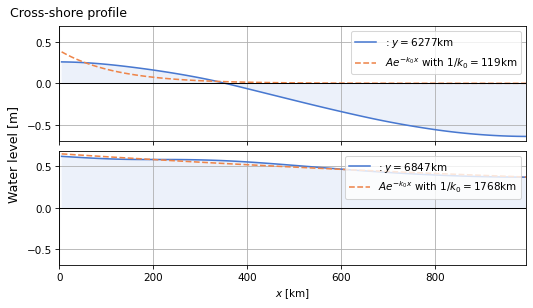 Cross-shore profile
Water level [m]
0.5
0.0
−0.5
: y = 6277km
Ae^{−k₀x} with 1/k₀ = 119km
0.5
0.0
−0.5
: y = 6847km
Ae^{−k₀x} with 1/k₀ = 1768km
0 200 400 600 800
x [km]